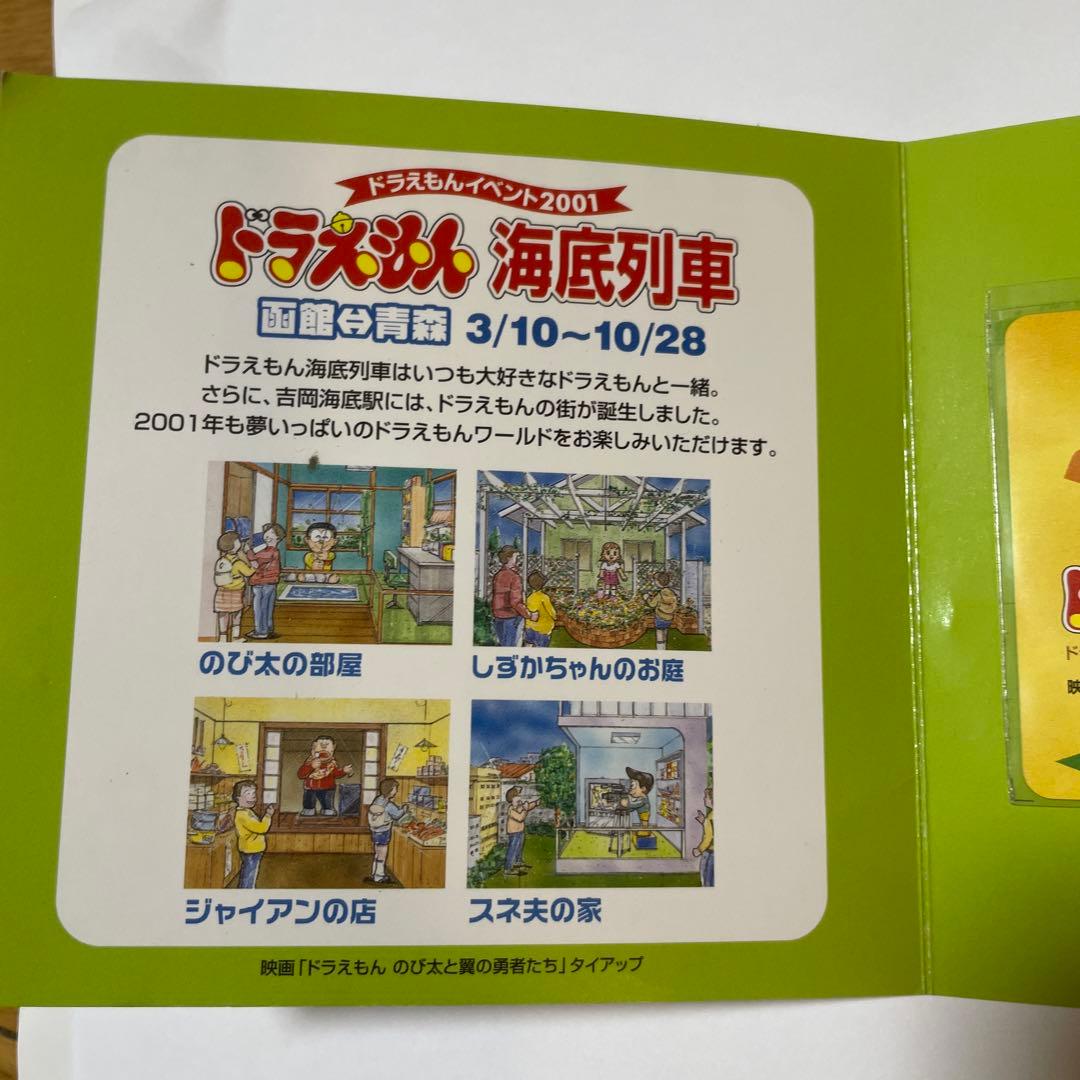 ドラえもんイベント2001
ドラえもん 海底列車
函館⇔青森 3/10～10/28
ドラえもん海底列車はいつも大好きなドラえもんと一緒。
さらに、吉岡海底駅には、ドラえもんの街が誕生しました。
2001年も夢いっぱいのドラえもんワールドをお楽しみいただけます。
のび太の部屋
しずかちゃんのお庭
ジャイアンの店
スネ夫の家
映画「ドラえもん のび太と翼の勇者たち」タイアップ